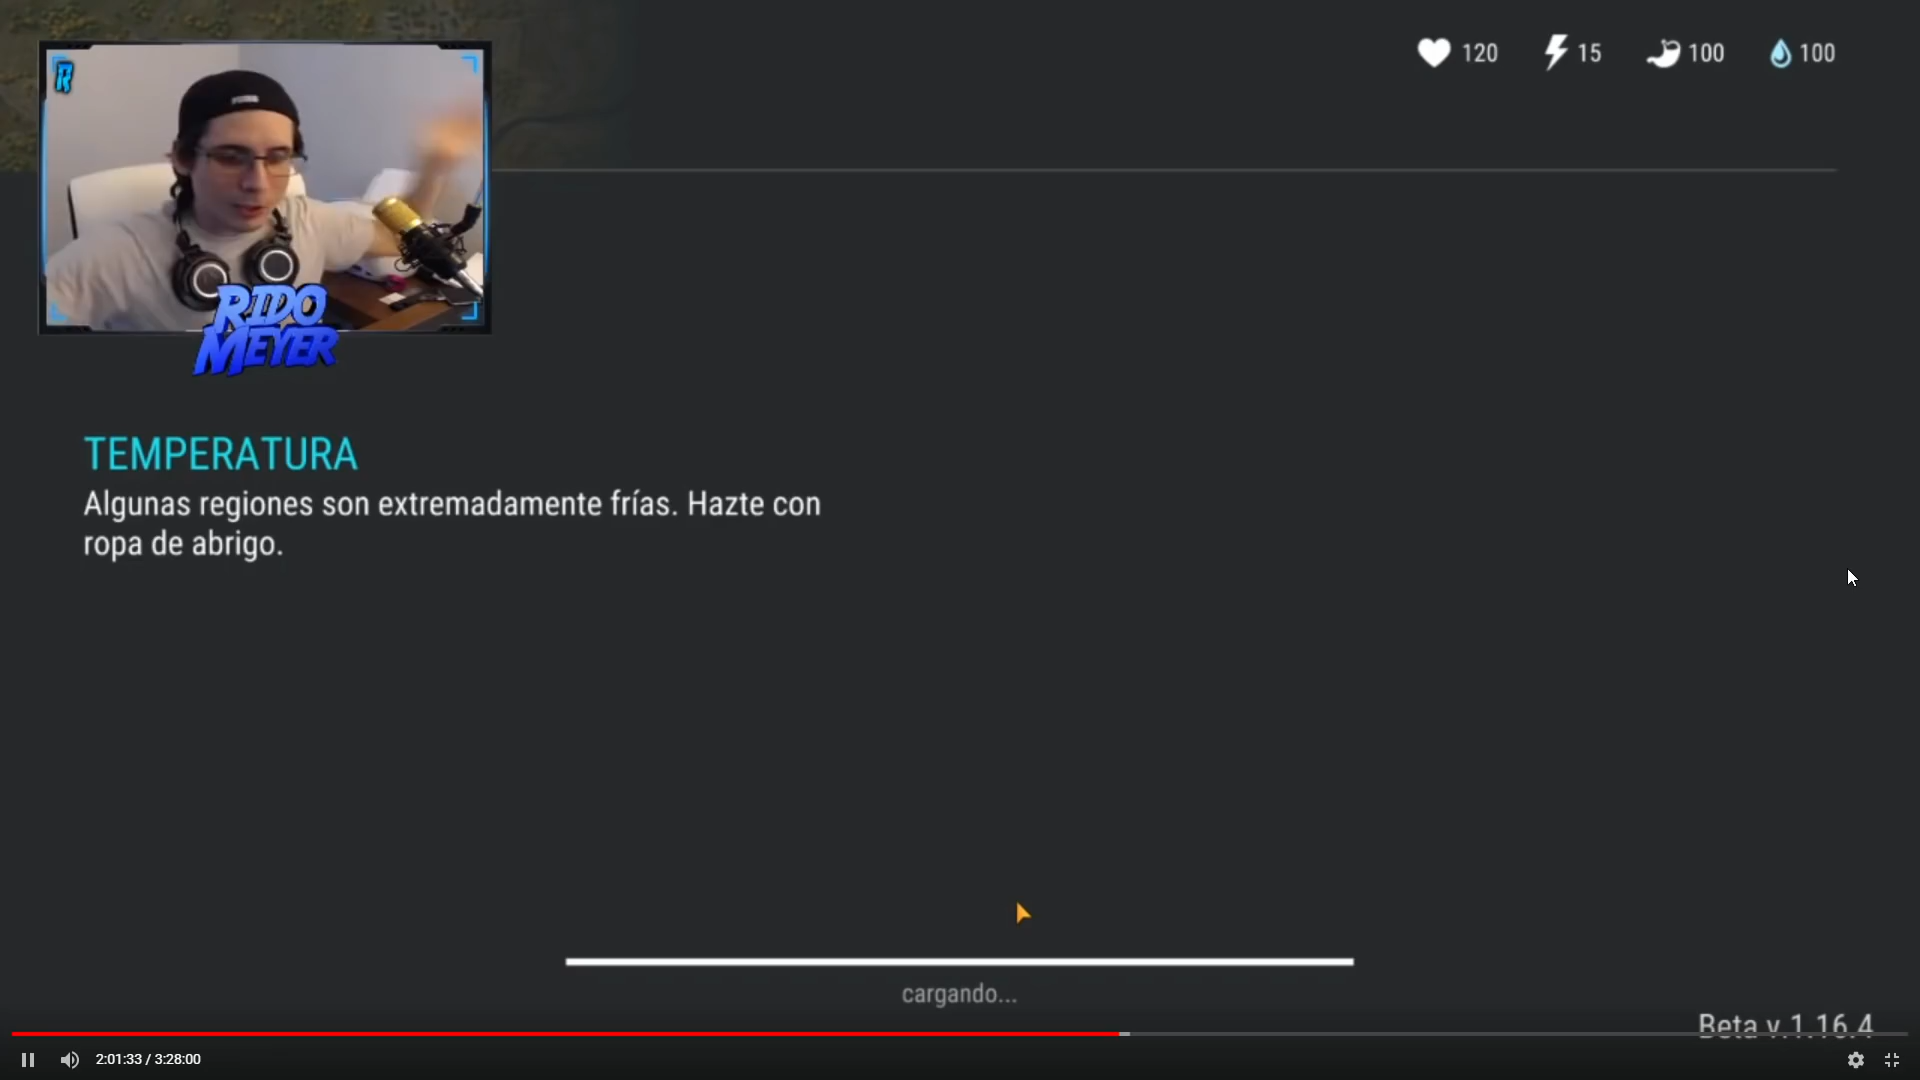 120 15 100 100
R
RIDO
MEYER
TEMPERATURA
Algunas regiones son extremadamente frías. Hazte con
ropa de abrigo.
cargando...
Beta v.1.16.4
2:01:33 / 3:28:00